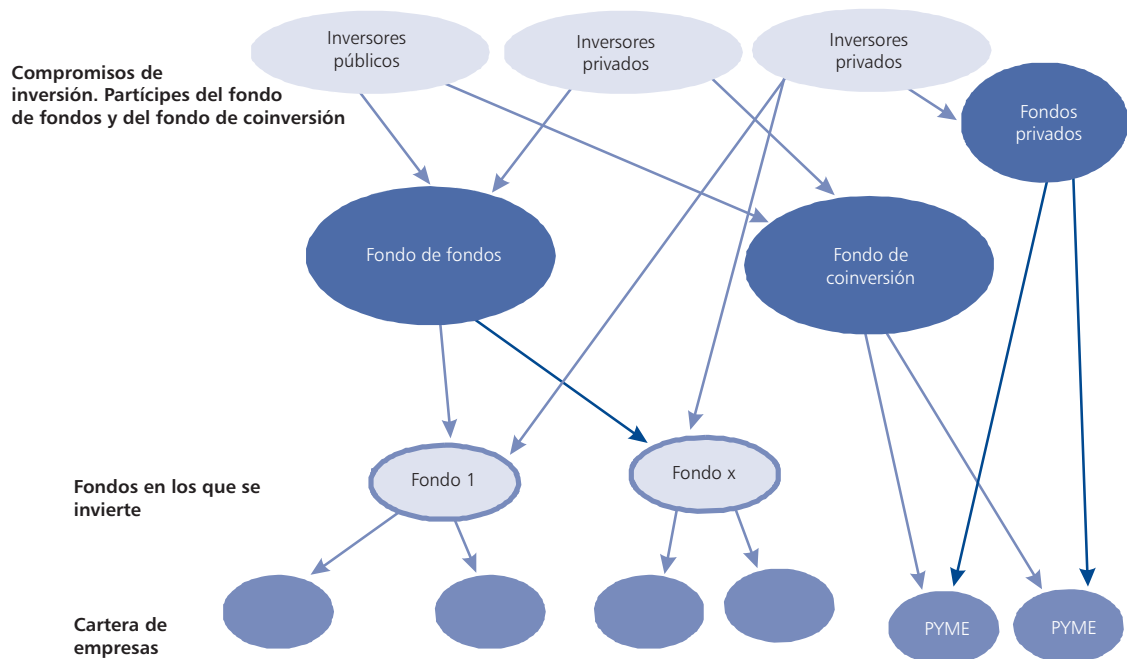 Inversores
públicos
Inversores
privados
Inversores
privados
Compromisos de
inversión. Partícipes del fondo
de fondos y del fondo de coinversión
Fondos
privados
Fondo de fondos
Fondo de
coinversión
Fondos en los que se
invierte
Fondo 1
Fondo x
Cartera de
empresas
PYME
PYME